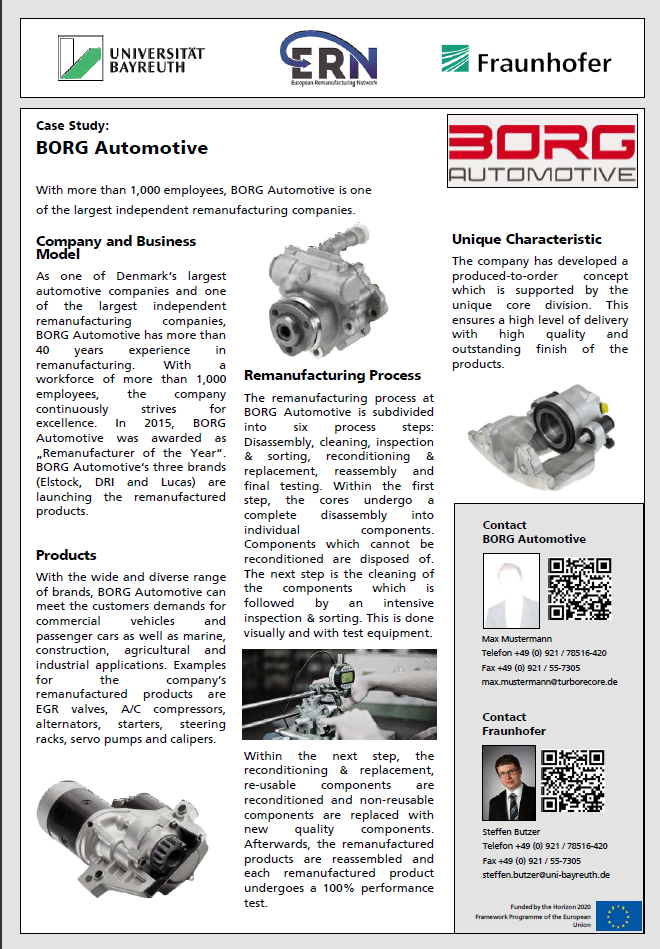 UNIVERSITÄT
BAYREUTH
ERN
European Remanufacturing Network
Fraunhofer
Case Study:
BORG Automotive
BORG
AUTOMOTIVE
With more than 1,000 employees, BORG Automotive is one
of the largest independent remanufacturing companies.
Company and Business
Model
As one of Denmark's largest
automotive companies and one
of the largest independent
remanufacturing companies,
BORG Automotive has more than
40 years experience in
remanufacturing. With a
workforce of more than 1,000
employees, the company
continuously strives for
excellence. In 2015, BORG
Automotive was awarded as
„Remanufacturer of the Year“.
BORG Automotive's three brands
(Elstock, DRI and Lucas) are
launching the remanufactured
products.
Products
With the wide and diverse range
of brands, BORG Automotive can
meet the customers demands for
commercial vehicles and
passenger cars as well as marine,
construction, agricultural and
industrial applications. Examples
for the company's
remanufactured products are
EGR valves, A/C compressors,
alternators, starters, steering
racks, servo pumps and calipers.
Remanufacturing Process
The remanufacturing process at
BORG Automotive is subdivided
into six process steps:
Disassembly, cleaning, inspection
& sorting, reconditioning &
replacement, reassembly and
final testing. Within the first
step, the cores undergo a
complete disassembly into
individual components.
Components which cannot be
reconditioned are disposed of.
The next step is the cleaning of
the components which is
followed by an intensive
inspection & sorting. This is done
visually and with test equipment.
Within the next step, the
reconditioning & replacement,
re-usable components are
reconditioned and non-reusable
components are replaced with
new quality components.
Afterwards, the remanufactured
products are reassembled and
each remanufactured product
undergoes a 100% performance
test.
Unique Characteristic
The company has developed a
produced-to-order concept
which is supported by the
unique core division. This
ensures a high level of delivery
with high quality and
outstanding finish of the
products.
Contact
BORG Automotive
Max Mustermann
Telefon +49 (0) 921 / 78516-420
Fax +49 (0) 921 / 55-7305
max.mustermann@turborecore.de
Contact
Fraunhofer
Steffen Butzer
Telefon +49 (0) 921 / 78516-420
Fax +49 (0) 921 / 55-7305
steffen.butzer@uni-bayreuth.de
Funded by the Horizon 2020
Framework Programme of the European
Union